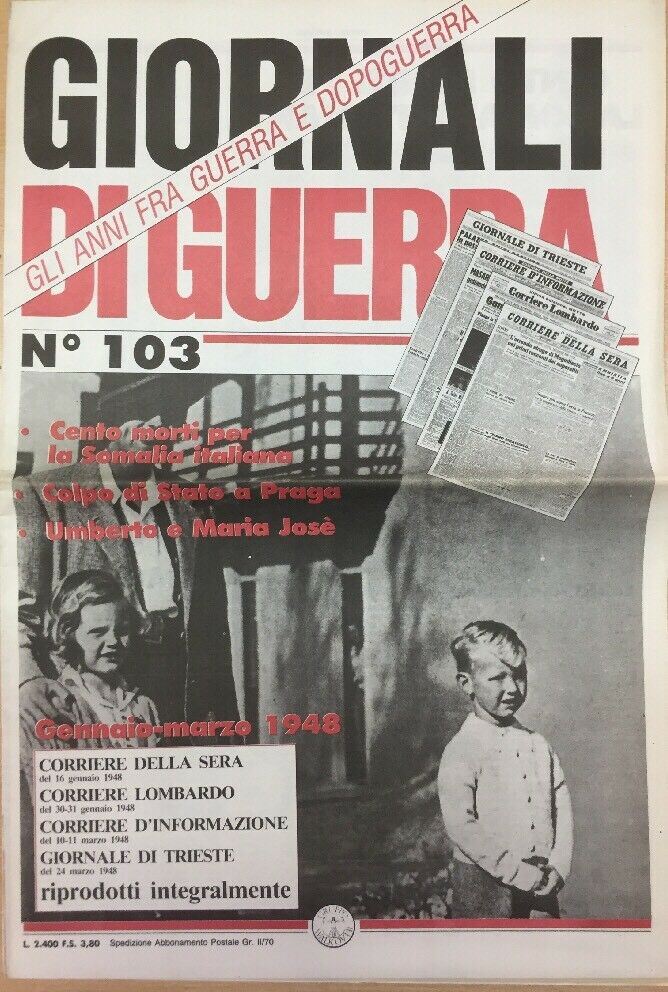 GIORNALI
GLI ANNI FRA GUERRA E DOPOGUERRA
DI GUERRA
N° 103
GIORNALE DI TRIESTE
CORRIERE D'INFORMAZIONE
Corriere Lombardo
CORRIERE DELLA SERA
• Cento morti per
la Somalia italiana
• Colpo di Stato a Praga
• Umberto e Maria Josè
Gennaio-marzo 1948
CORRIERE DELLA SERA
del 16 gennaio 1948
CORRIERE LOMBARDO
del 30-31 gennaio 1948
CORRIERE D'INFORMAZIONE
del 10-11 marzo 1948
GIORNALE DI TRIESTE
del 24 marzo 1948
riprodotti integralmente
L. 2.400 F.S. 3,80 Spedizione Abbonamento Postale Gr. II/70